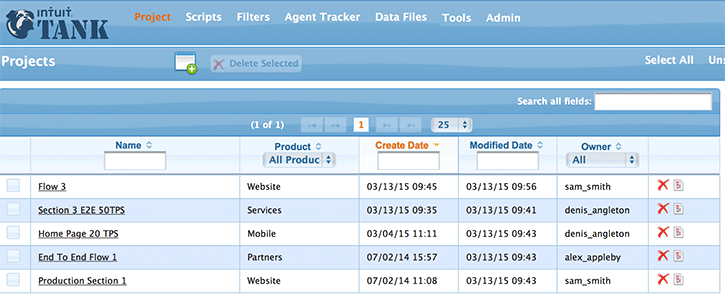 intuit.
TANK
Project Scripts Filters Agent Tracker Data Files Tools Admin
Projects Delete Selected Select All Uns
Search all fields:
(1 of 1) 1 25
Name Product Create Date Modified Date Owner
All Produc All
Flow 3 Website 03/13/15 09:45 03/13/15 09:56 sam_smith
Section 3 E2E 50TPS Services 03/13/15 09:35 03/13/15 09:41 denis_angleton
Home Page 20 TPS Mobile 03/04/15 11:11 03/13/15 09:43 denis_angleton
End To End Flow 1 Partners 07/02/14 15:57 03/13/15 09:43 alex_appleby
Production Section 1 Website 07/02/14 11:08 03/13/15 09:43 sam_smith